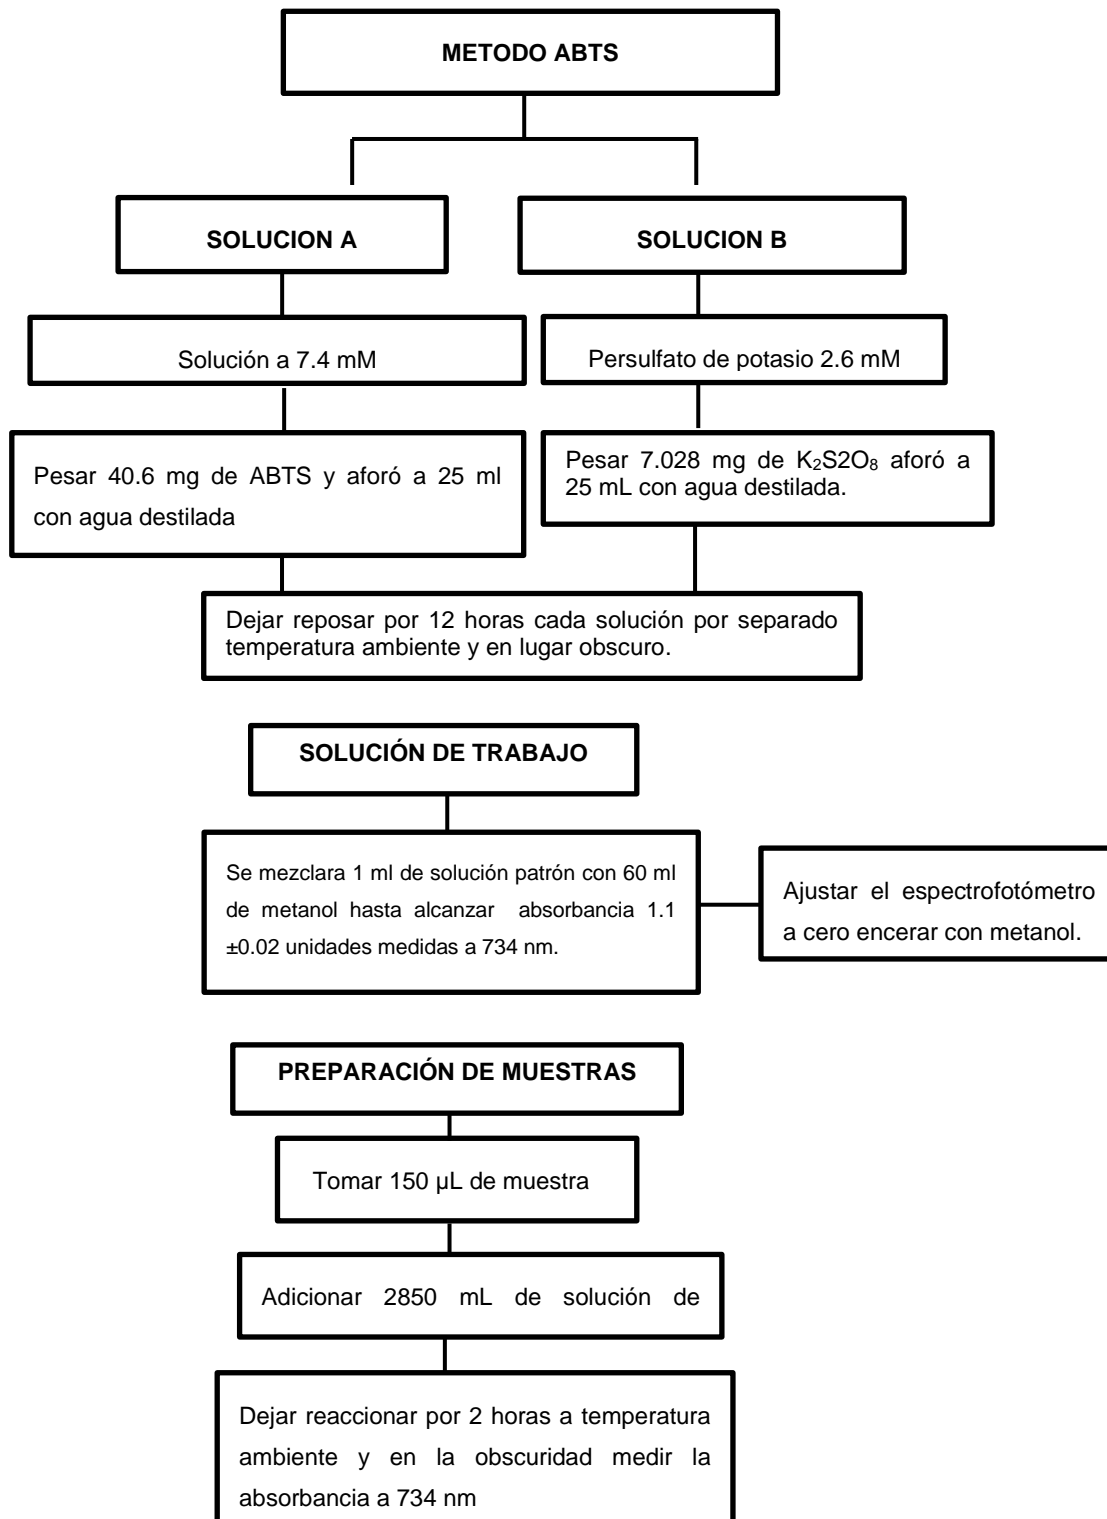 METODO ABTS
SOLUCION A
SOLUCION B
Solución a 7.4 mM
Persulfato de potasio 2.6 mM
Pesar 40.6 mg de ABTS y aforó a 25 ml
con agua destilada
Pesar 7.028 mg de K₂S2O₈ aforó a
25 mL con agua destilada.
Dejar reposar por 12 horas cada solución por separado
temperatura ambiente y en lugar obscuro.
SOLUCIÓN DE TRABAJO
Se mezclara 1 ml de solución patrón con 60 ml
de metanol hasta alcanzar absorbancia 1.1
±0.02 unidades medidas a 734 nm.
Ajustar el espectrofotómetro
a cero encerar con metanol.
PREPARACIÓN DE MUESTRAS
Tomar 150 µL de muestra
Adicionar 2850 mL de solución de
Dejar reaccionar por 2 horas a temperatura
ambiente y en la obscuridad medir la
absorbancia a 734 nm